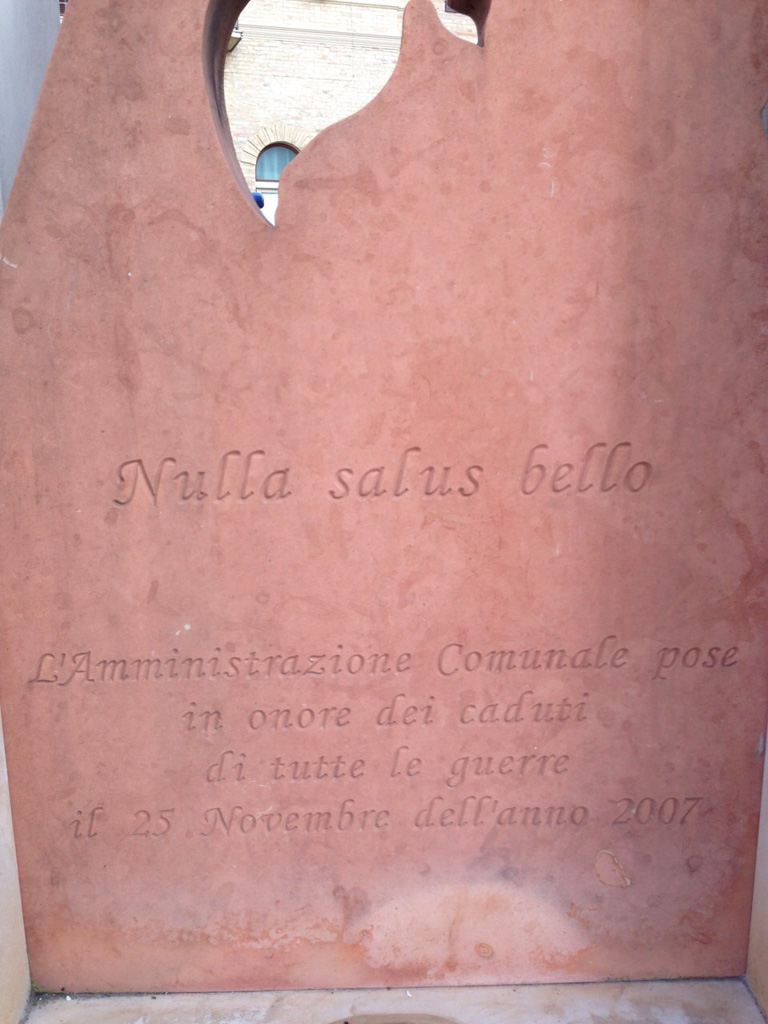 Nulla salus bello
L'Amministrazione Comunale pose
in onore dei caduti
di tutte le guerre
il 25 Novembre dell'anno 2007